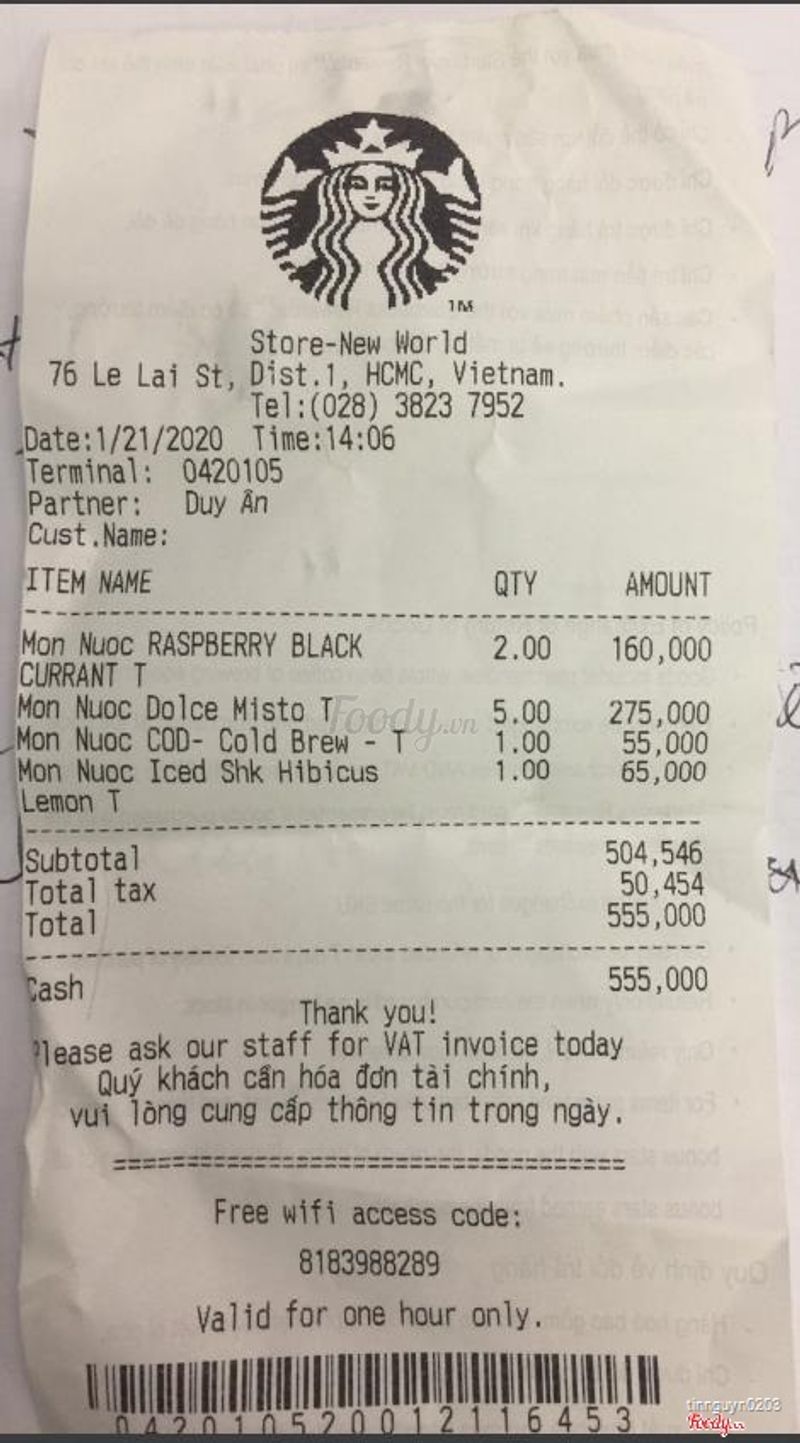 TM
Store-New World
76 Le Lai St, Dist.1, HCMC, Vietnam.
Tel:(028) 3823 7952
Date:1/21/2020 Time:14:06
Terminal: 0420105
Partner: Duy Ân
Cust.Name:
ITEM NAME QTY AMOUNT
Mon Nuoc RASPBERRY BLACK 2.00 160,000
CURRANT T
Mon Nuoc Dolce Misto T 5.00 275,000
Foody.vn
Mon Nuoc COD- Cold Brew - T 1.00 55,000
Mon Nuoc Iced Shk Hibicus 1.00 65,000
Lemon T
Subtotal 504,546
Total tax 50,454
Total 555,000
Cash 555,000
Thank you!
Please ask our staff for VAT invoice today
Quý khách cần hóa đơn tài chính,
vui lòng cung cấp thông tin trong ngày.
Free wifi access code:
8183988289
Valid for one hour only.
04201052001 2116453
tinnguyn0203
Foody.vn